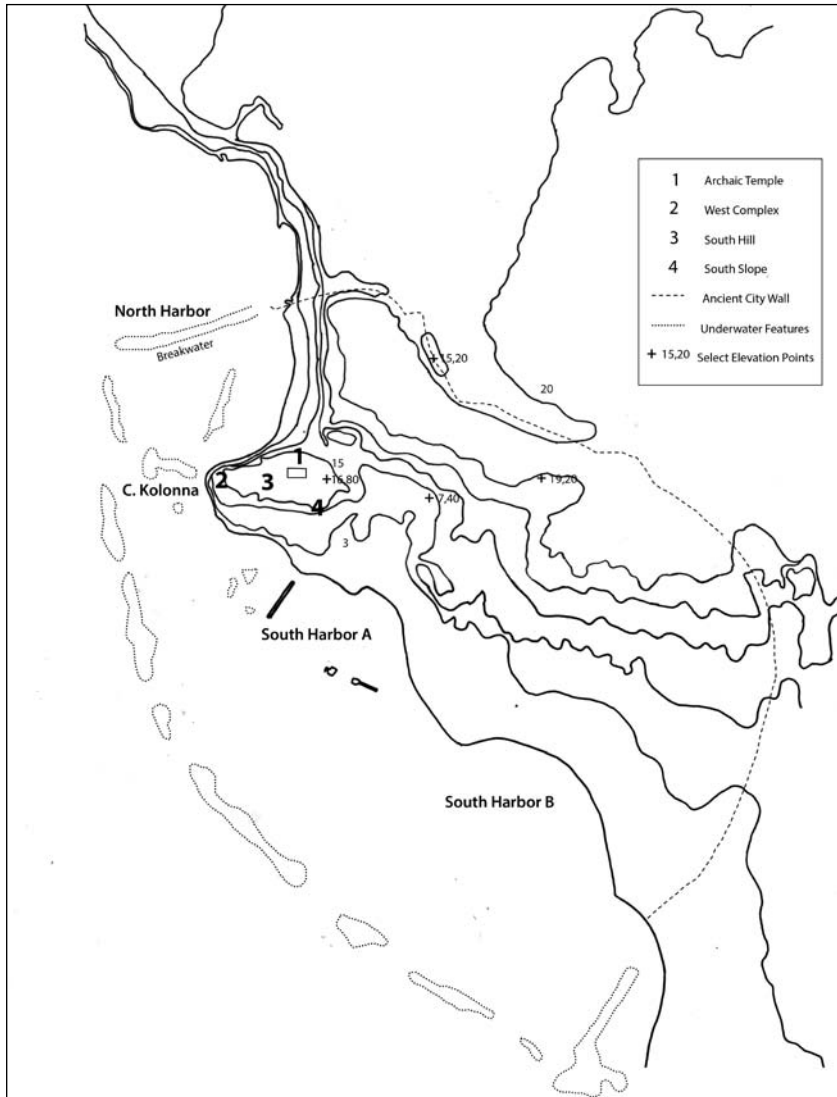 1 Archaic Temple
2 West Complex
3 South Hill
4 South Slope
Ancient City Wall
Underwater Features
+ 15,20 Select Elevation Points
North Harbor
Breakwater
+15,20
20
1
15
+16,80
2
3
4
C. Kolonna
+7,40
+19,20
3
South Harbor A
South Harbor B